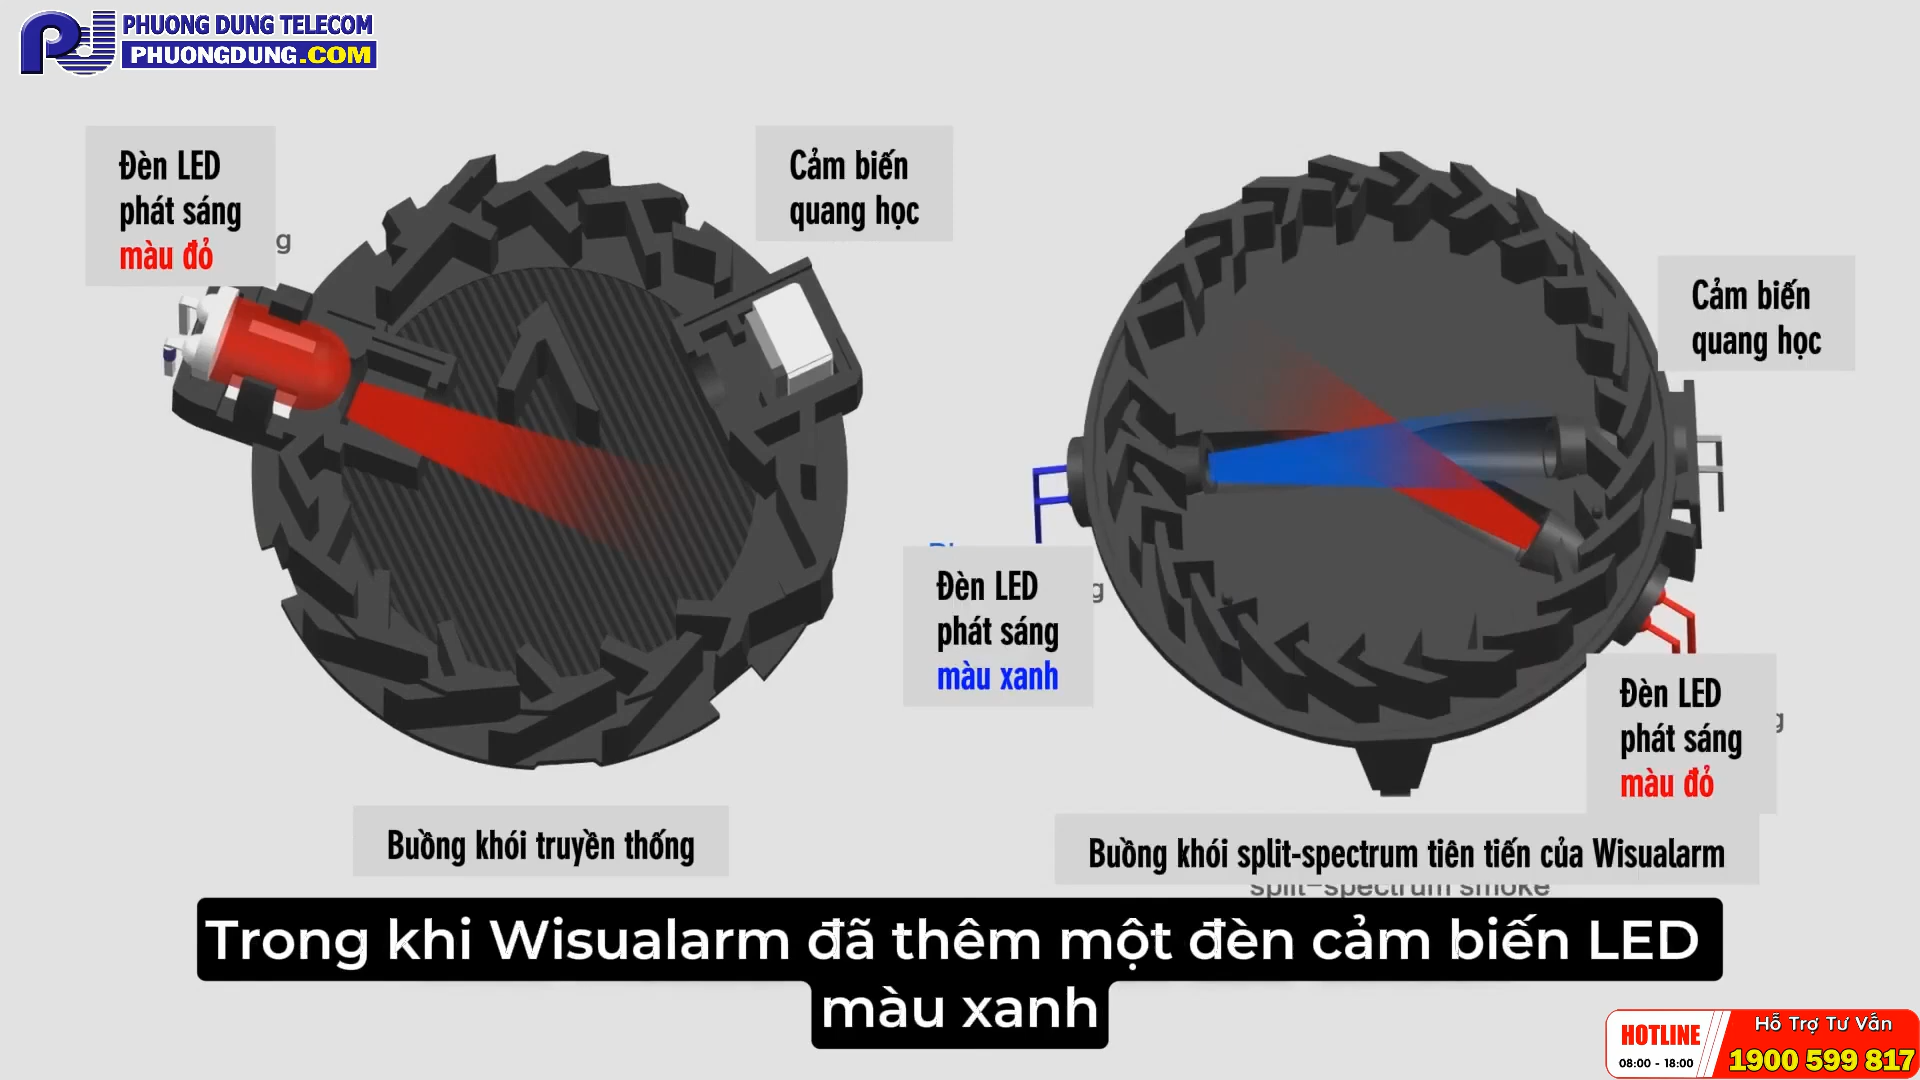 PHUONG DUNG TELECOM
PHUONGDUNG.COM
Đèn LED
phát sáng
màu đỏ
g
Cảm biến
quang học
Cảm biến
quang học
Đèn LED
phát sáng
màu xanh
g
Đèn LED
phát sáng
màu đỏ
g
Buồng khói truyền thống
Buồng khói split-spectrum tiên tiến của Wisualarm
split-spectrum smoke
Trong khi Wisualarm đã thêm một đèn cảm biến LED
màu xanh
HOTLINE
08:00 - 18:00
Hỗ Trợ Tư Vấn
1900 599 817